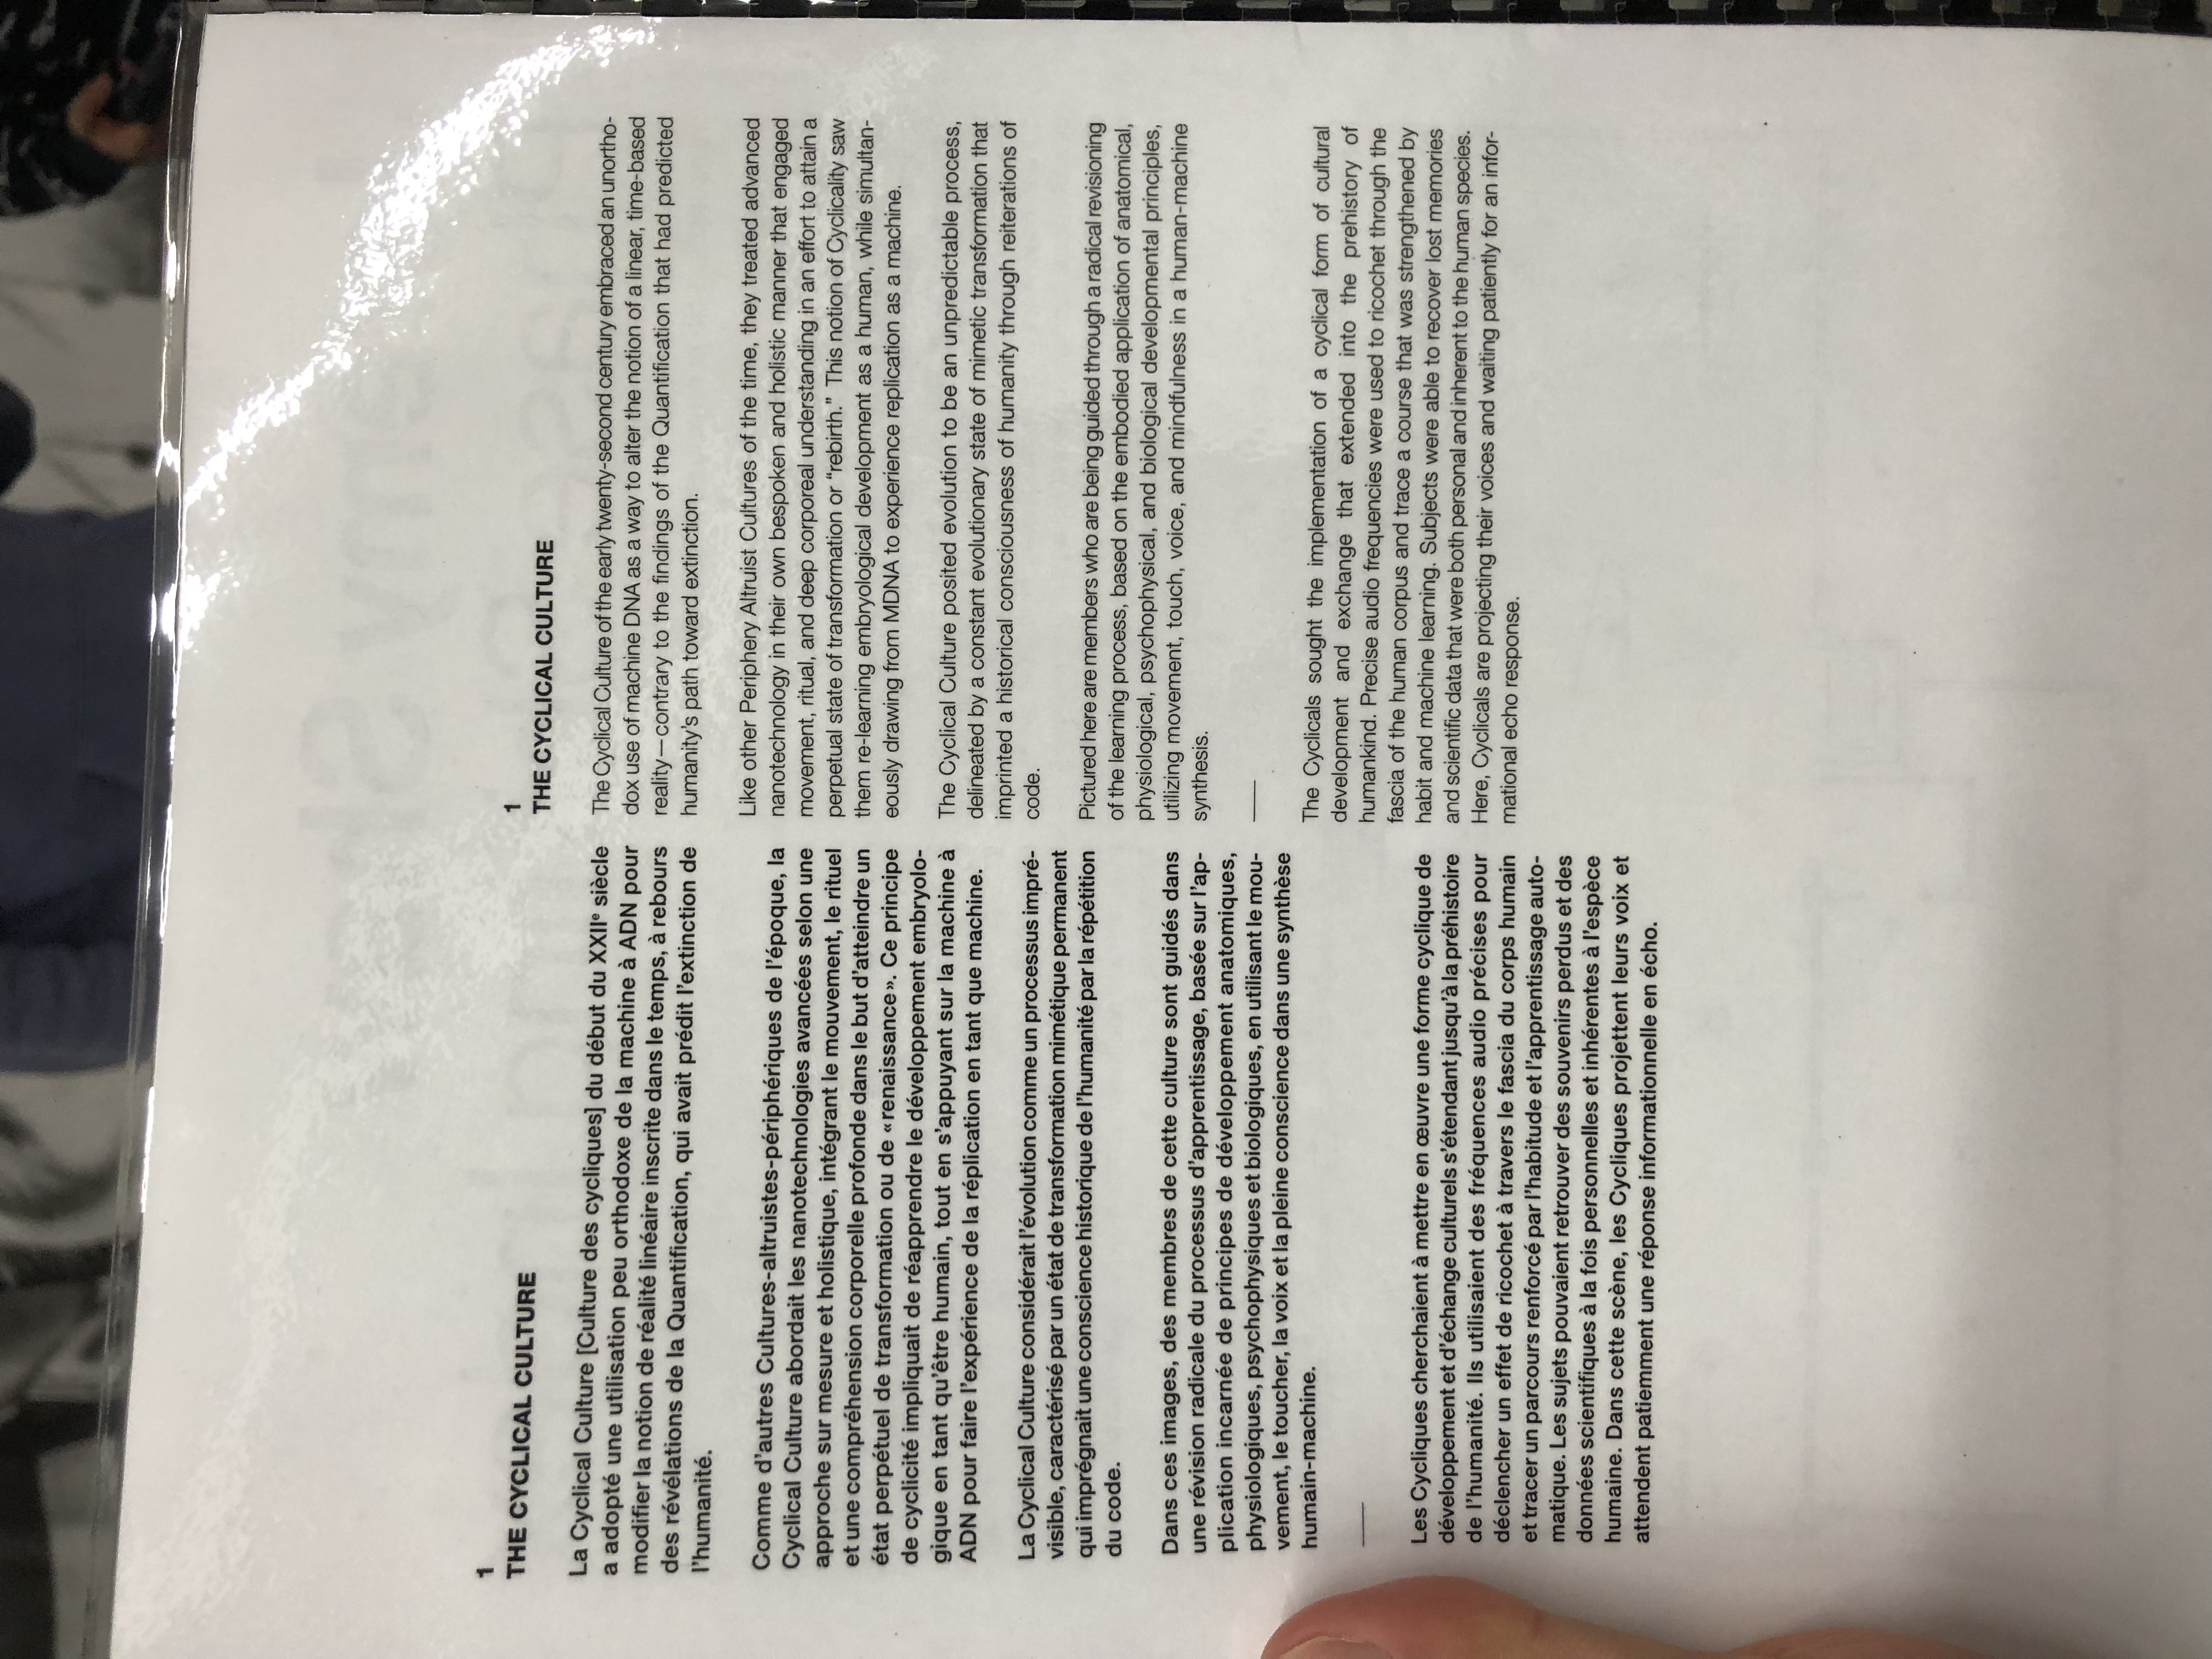 1
THE CYCLICAL CULTURE
La Cyclical Culture [Culture des cycliques] du début du XXIIe siècle
a adopté une utilisation peu orthodoxe de la machine à ADN pour
modifier la notion de réalité linéaire inscrite dans le temps, à rebours
des révélations de la Quantification, qui avait prédit l'extinction de
l'humanité.
Comme d'autres Cultures-altruistes-périphériques de l'époque, la
Cyclical Culture abordait les nanotechnologies avancées selon une
approche sur mesure et holistique, intégrant le mouvement, le rituel
et une compréhension corporelle profonde dans le but d'atteindre un
état perpétuel de transformation ou de «renaissance». Ce principe
de cyclicité impliquait de réapprendre le développement embryolo-
gique en tant qu'être humain, tout en s'appuyant sur la machine à
ADN pour faire l'expérience de la réplication en tant que machine.
La Cyclical Culture considérait l'évolution comme un processus impré-
visible, caractérisé par un état de transformation mimétique permanent
qui imprégnait une conscience historique de l'humanité par la répétition
du code.
Dans ces images, des membres de cette culture sont guidés dans
une révision radicale du processus d'apprentissage, basée sur l'ap-
plication incarnée de principes de développement anatomiques,
physiologiques, psychophysiques et biologiques, en utilisant le mou-
vement, le toucher, la voix et la pleine conscience dans une synthèse
humain-machine.
Les Cycliques cherchaient à mettre en œuvre une forme cyclique de
développement et d'échange culturels s'étendant jusqu'à la préhistoire
de l'humanité. Ils utilisaient des fréquences audio précises pour
déclencher un effet de ricochet à travers le fascia du corps humain
et tracer un parcours renforcé par l'habitude et l'apprentissage auto-
matique. Les sujets pouvaient retrouver des souvenirs perdus et des
données scientifiques à la fois personnelles et inhérentes à l'espèce
humaine. Dans cette scène, les Cycliques projettent leurs voix et
attendent patiemment une réponse informationnelle en écho.
1
THE CYCLICAL CULTURE
The Cyclical Culture of the early twenty-second century embraced an unortho-
dox use of machine DNA as a way to alter the notion of a linear, time-based
reality—contrary to the findings of the Quantification that had predicted
humanity's path toward extinction.
Like other Periphery Altruist Cultures of the time, they treated advanced
nanotechnology in their own bespoken and holistic manner that engaged
movement, ritual, and deep corporeal understanding in an effort to attain a
perpetual state of transformation or “rebirth.” This notion of Cyclicality saw
them re-learning embryological development as a human, while simultan-
eously drawing from MDNA to experience replication as a machine.
The Cyclical Culture posited evolution to be an unpredictable process,
delineated by a constant evolutionary state of mimetic transformation that
imprinted a historical consciousness of humanity through reiterations of
code.
Pictured here are members who are being guided through a radical revisioning
of the learning process, based on the embodied application of anatomical,
physiological, psychophysical, and biological developmental principles,
utilizing movement, touch, voice, and mindfulness in a human-machine
synthesis.
The Cyclicals sought the implementation of a cyclical form of cultural
development and exchange that extended into the prehistory of
humankind. Precise audio frequencies were used to ricochet through the
fascia of the human corpus and trace a course that was strengthened by
habit and machine learning. Subjects were able to recover lost memories
and scientific data that were both personal and inherent to the human species.
Here, Cyclicals are projecting their voices and waiting patiently for an infor-
mational echo response.